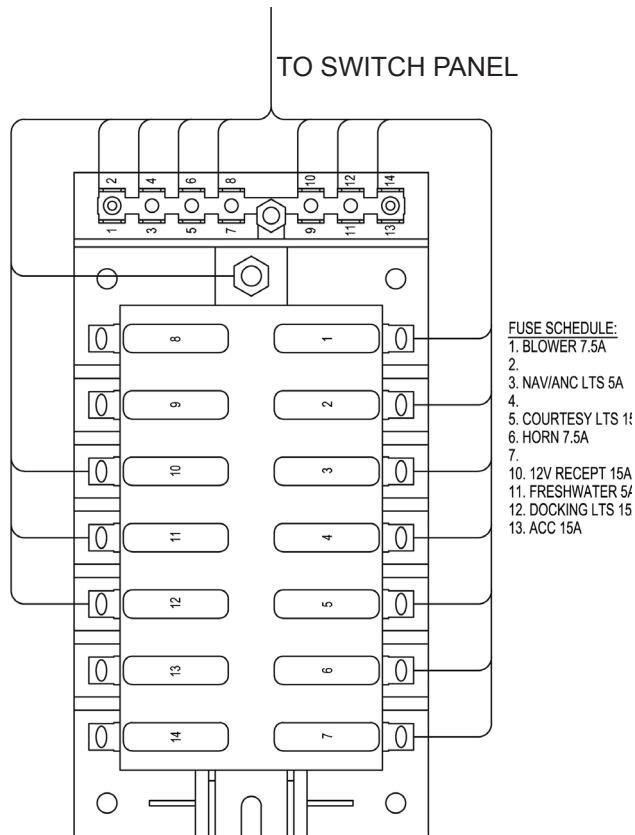 TO SWITCH PANEL
2 4 6 8 10 12 14
1 3 5 7 9 11 13
8 1
9 2
10 3
11 4
12 5
13 6
14 7
FUSE SCHEDULE:
1. BLOWER 7.5A
2.
3. NAV/ANC LTS 5A
4.
5. COURTESY LTS 15
6. HORN 7.5A
7.
10. 12V RECEPT 15A
11. FRESHWATER 5A
12. DOCKING LTS 15
13. ACC 15A